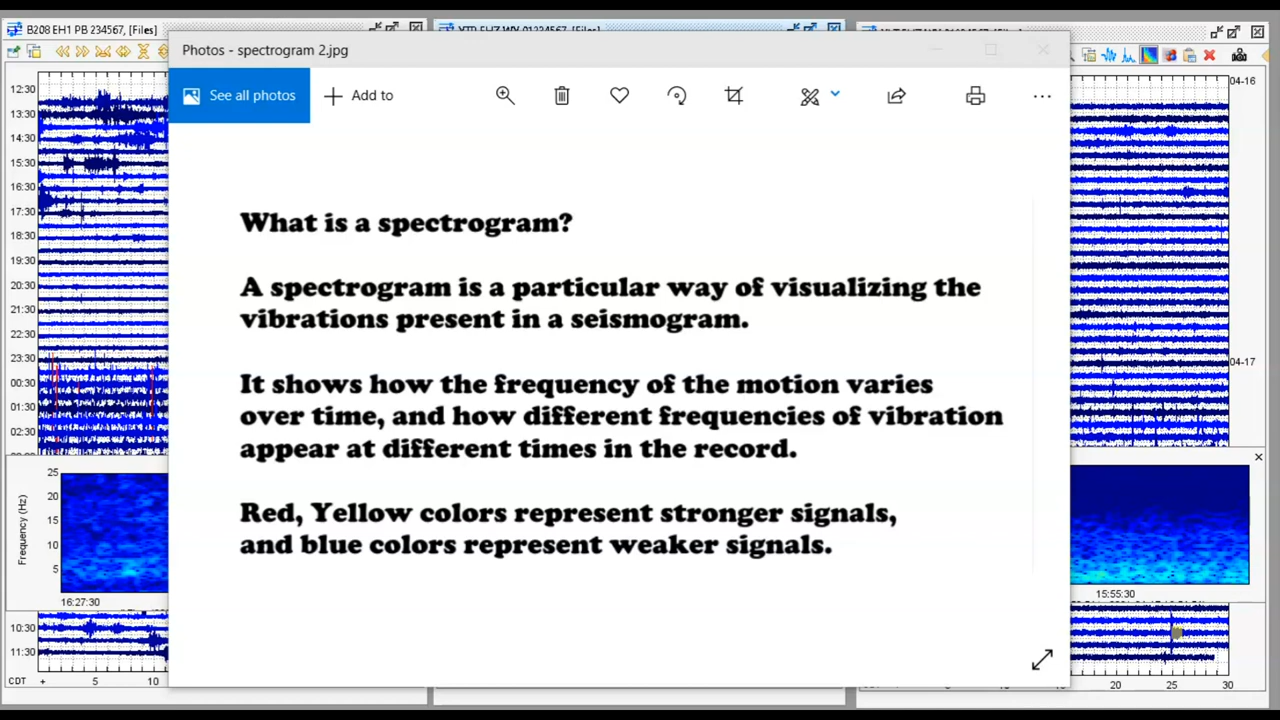 B208 EH1 PB 234567, [Files]
Photos - spectrogram 2.jpg
See all photos
Add to
What is a spectrogram?
A spectrogram is a particular way of visualizing the
vibrations present in a seismogram.
It shows how the frequency of the motion varies
over time, and how different frequencies of vibration
appear at different times in the record.
Red, Yellow colors represent stronger signals,
and blue colors represent weaker signals.
12:30
13:30
14:30
15:30
16:30
17:30
18:30
19:30
20:30
21:30
22:30
23:30
00:30
01:30
02:30
25
20
15
10
5
Frequency (Hz)
16:27:30
10:30
11:30
CDT + 5 10
04-16
04-17
15:55:30
20 25 30